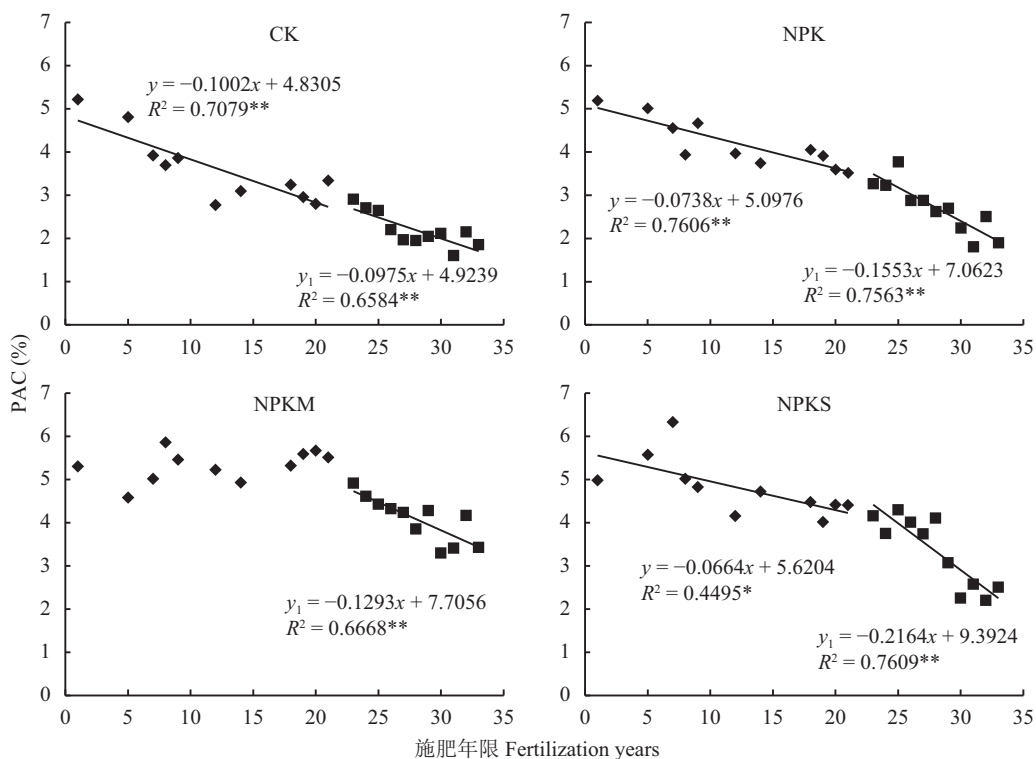 CK
y = −0.1002x + 4.8305
R² = 0.7079**
y₁ = −0.0975x + 4.9239
R² = 0.6584**
7
6
5
4
3
2
1
0
0 5 10 15 20 25 30 35
NPK
y = −0.0738x + 5.0976
R² = 0.7606**
y₁ = −0.1553x + 7.0623
R² = 0.7563**
7
6
5
4
3
2
1
0
0 5 10 15 20 25 30 35
PAC (%)
NPKM
y₁ = −0.1293x + 7.7056
R² = 0.6668**
7
6
5
4
3
2
1
0
0 5 10 15 20 25 30 35
NPKS
y = −0.0664x + 5.6204
R² = 0.4495*
y₁ = −0.2164x + 9.3924
R² = 0.7609**
7
6
5
4
3
2
1
0
0 5 10 15 20 25 30 35
施肥年限 Fertilization years